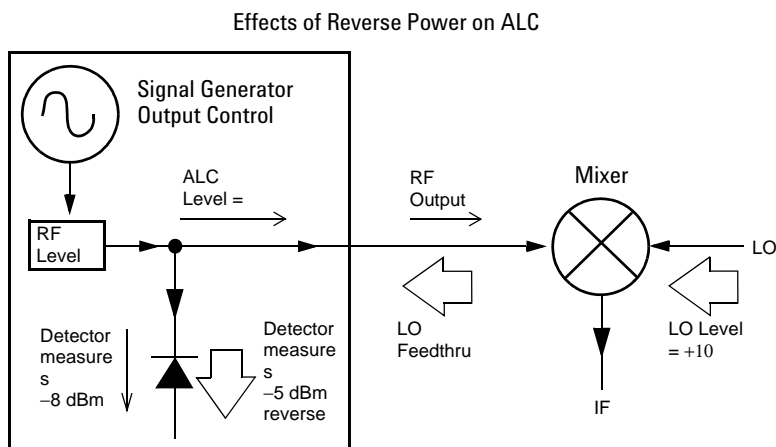 Effects of Reverse Power on ALC
Signal Generator
Output Control
ALC
Level =
RF
Output
Mixer
RF
Level
LO
LO
Feedthru
LO Level
= +10
Detector
measure
s
−8 dBm
Detector
measure
s
−5 dBm
reverse
IF